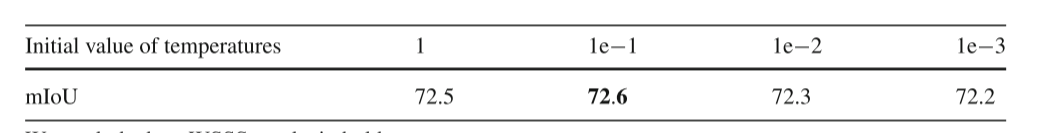 Initial value of temperatures 1 1e−1 1e−2 1e−3
mIoU 72.5 72.6 72.3 72.2